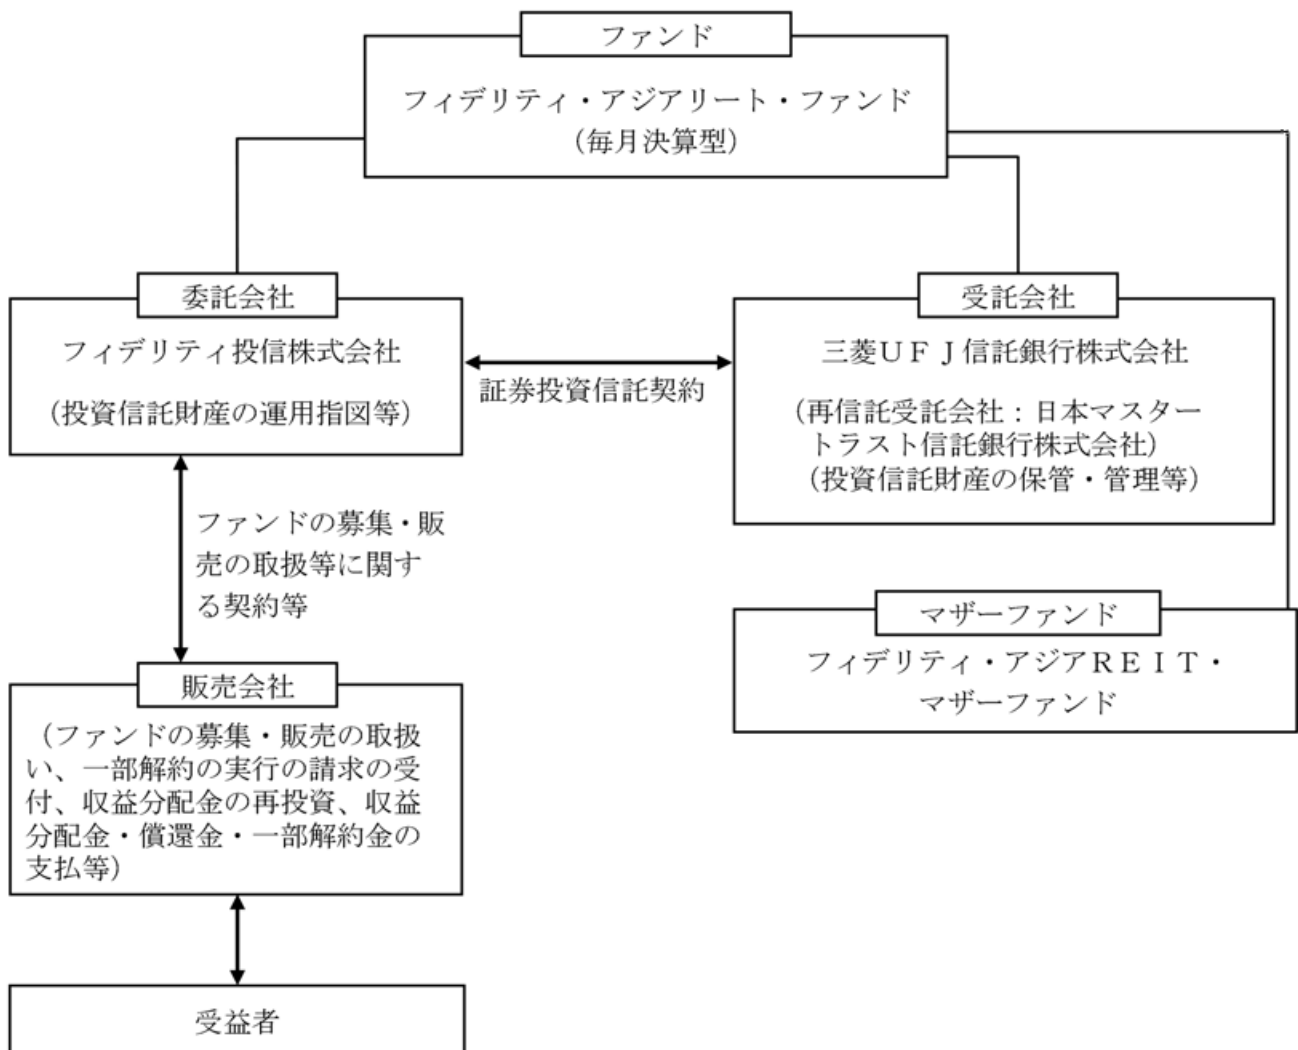 ファンド
フィデリティ・アジアリート・ファンド
（毎月決算型）
委託会社
フィデリティ投信株式会社
（投資信託財産の運用指図等）
証券投資信託契約
受託会社
三菱ＵＦＪ信託銀行株式会社
（再信託受託会社：日本マスター
トラスト信託銀行株式会社）
（投資信託財産の保管・管理等）
ファンドの募集・販
売の取扱等に関す
る契約等
マザーファンド
フィデリティ・アジアＲＥＩＴ・
マザーファンド
販売会社
（ファンドの募集・販売の取扱
い、一部解約の実行の請求の受
付、収益分配金の再投資、収益
分配金・償還金・一部解約金の
支払等）
受益者